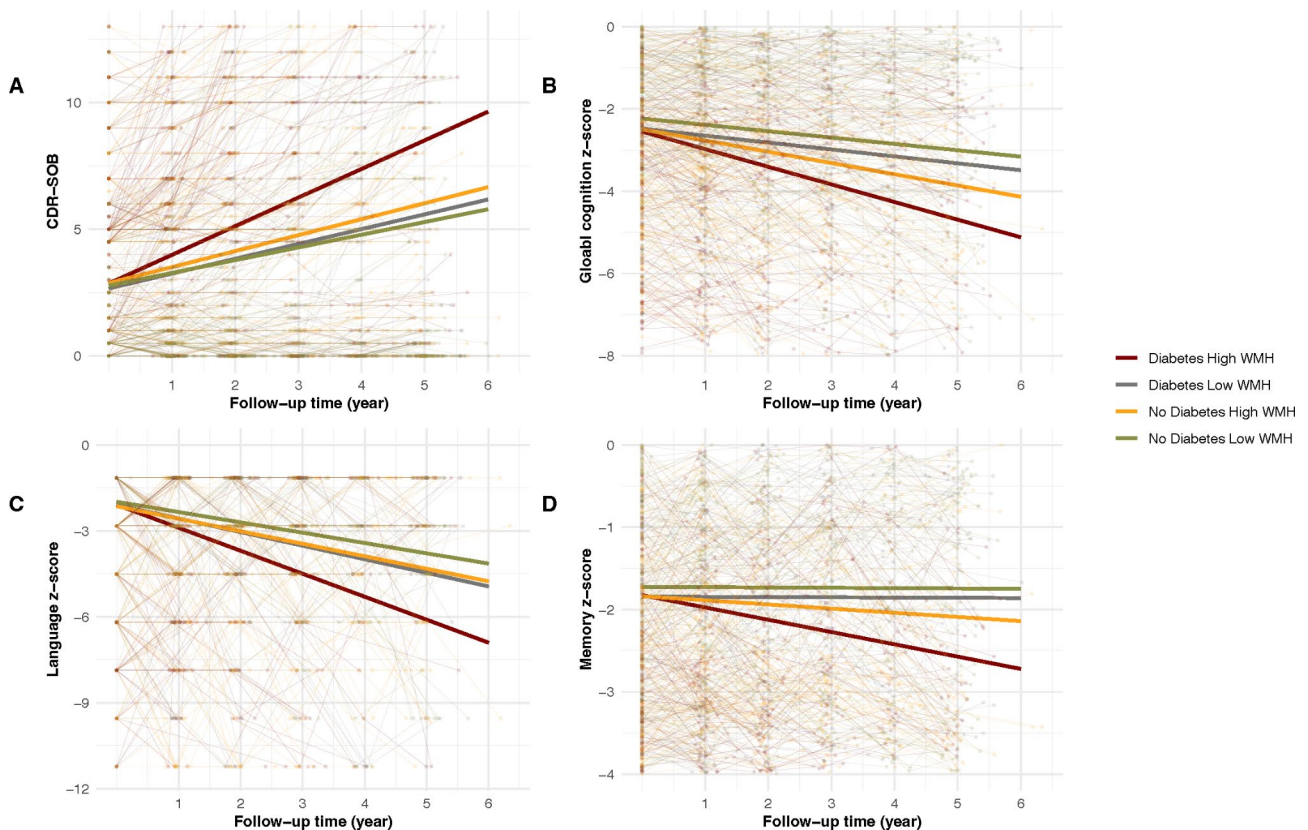 A
CDR−SOB
10
5
0
1 2 3 4 5 6
Follow−up time (year)
B
Gloabl cognition z−score
0
−2
−4
−6
−8
1 2 3 4 5 6
Follow−up time (year)
C
Language z−score
0
−3
−6
−9
−12
1 2 3 4 5 6
Follow−up time (year)
D
Memory z−score
0
−1
−2
−3
−4
1 2 3 4 5 6
Follow−up time (year)
Diabetes High WMH
Diabetes Low WMH
No Diabetes High WMH
No Diabetes Low WMH